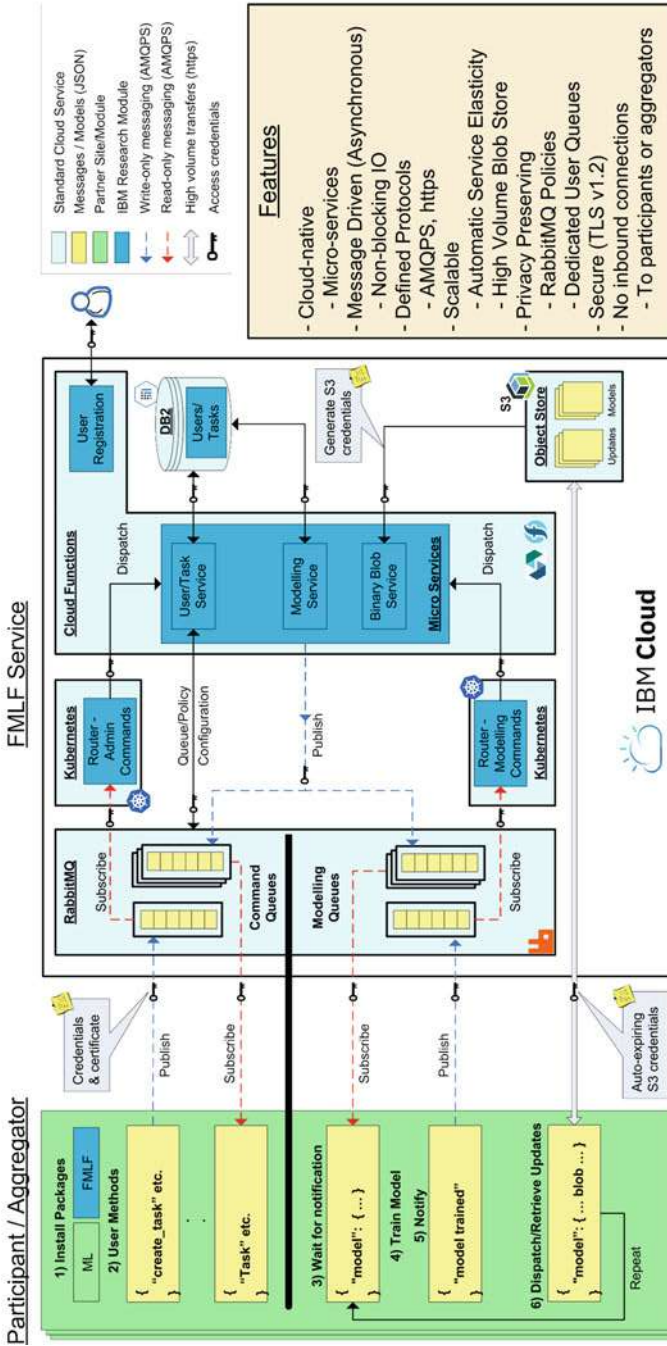 Participant / Aggregator
1) Install Packages
ML
FMLF
2) User Methods
{
"create_task" etc.
}
.
.
{
"Task" etc.
}
3) Wait for notification
{
"model": { ... }
}
4) Train Model
5) Notify
{
"model trained"
}
6) Dispatch/Retrieve Updates
{
"model": { ... blob ... }
}
Repeat
Credentials
& certificate
Publish
Subscribe
Subscribe
Publish
Auto-expiring
S3 credentials
FMLF Service
RabbitMQ
Subscribe
Command
Queues
Modelling
Queues
Subscribe
Kubernetes
Router -
Admin
Commands
Queue/Policy
Configuration
Publish
Router -
Modelling
Commands
Kubernetes
IBM Cloud
Cloud Functions
Dispatch
User/Task
Service
Modelling
Service
Binary Blob
Service
Micro Services
Dispatch
User
Registration
DB2
Users/
Tasks
Generate S3
credentials
S3
Object Store
Updates
Models
Standard Cloud Service
Messages / Models (JSON)
Partner Site/Module
IBM Research Module
Write-only messaging (AMQPS)
Read-only messaging (AMQPS)
High volume transfers (https)
Access credentials
Features
- Cloud-native
- Micro-services
- Message Driven (Asynchronous)
- Non-blocking IO
- Defined Protocols
- AMQPS, https
- Scalable
- Automatic Service Elasticity
- High Volume Blob Store
- Privacy Preserving
- RabbitMQ Policies
- Dedicated User Queues
- Secure (TLS v1.2)
- No inbound connections
- To participants or aggregators